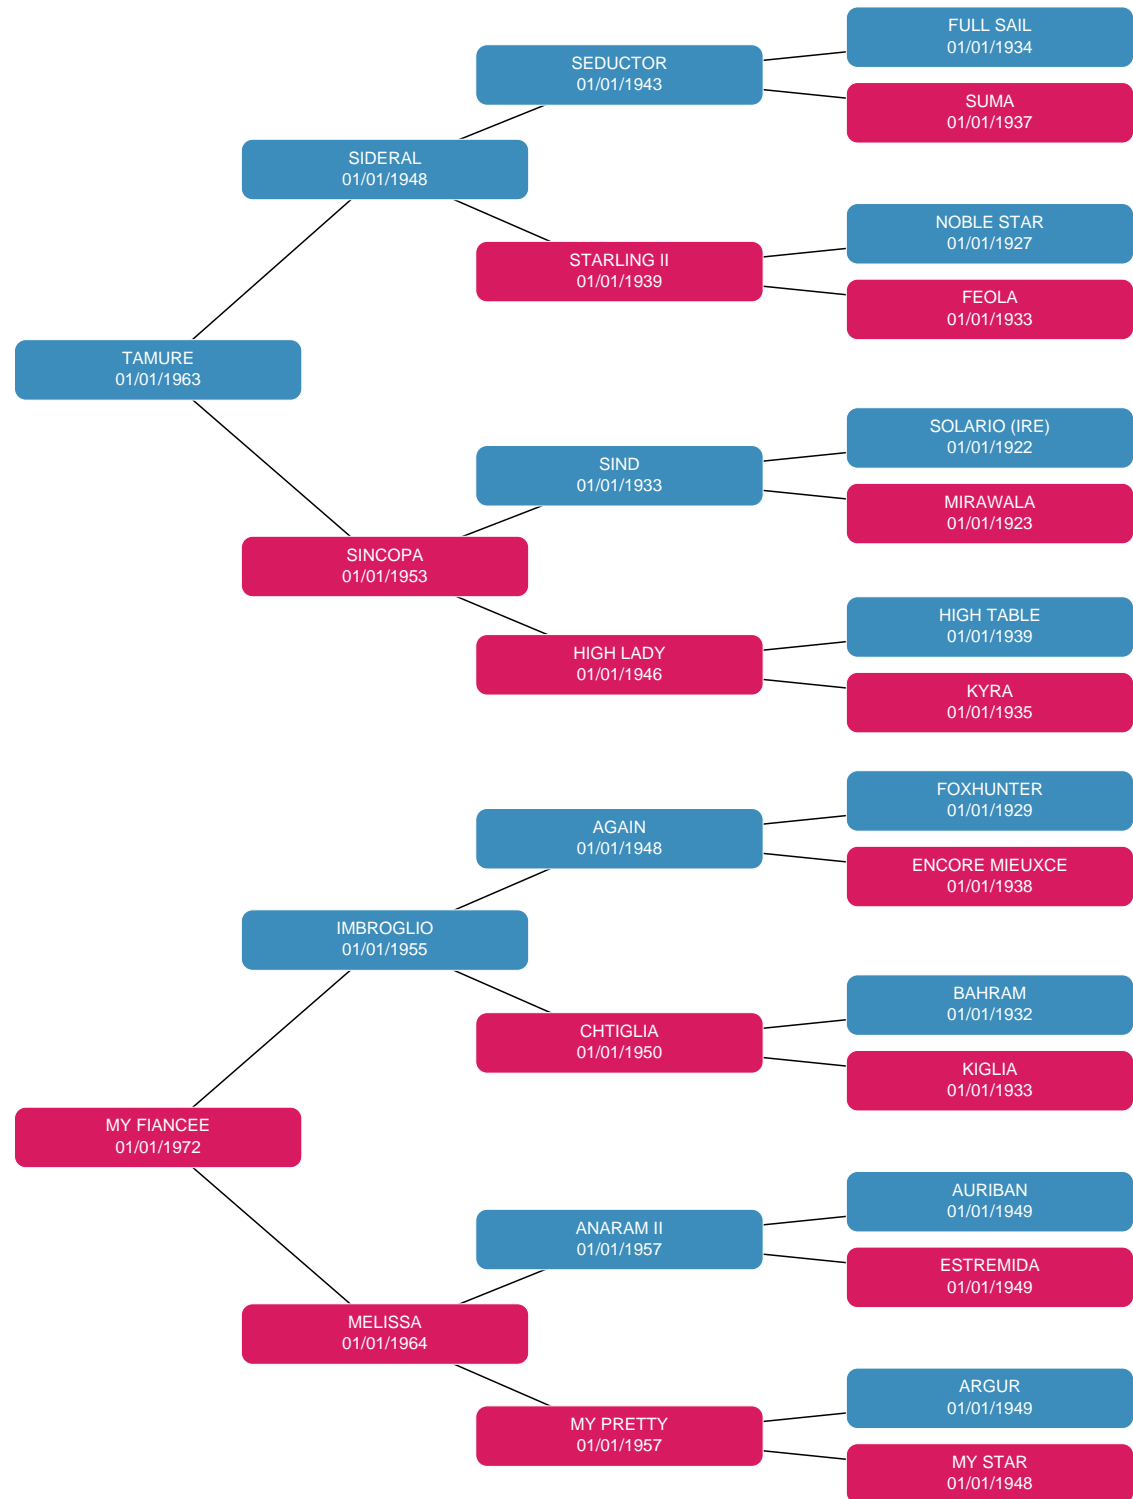 FULL SAIL
01/01/1934
SEDUCTOR
01/01/1943
SUMA
01/01/1937
SIDERAL
01/01/1948
NOBLE STAR
01/01/1927
STARLING II
01/01/1939
FEOLA
01/01/1933
TAMURE
01/01/1963
SOLARIO (IRE)
01/01/1922
SIND
01/01/1933
MIRAWALA
01/01/1923
SINCOPA
01/01/1953
HIGH TABLE
01/01/1939
HIGH LADY
01/01/1946
KYRA
01/01/1935
FOXHUNTER
01/01/1929
AGAIN
01/01/1948
ENCORE MIEUXCE
01/01/1938
IMBROGLIO
01/01/1955
BAHRAM
01/01/1932
CHTIGLIA
01/01/1950
KIGLIA
01/01/1933
MY FIANCEE
01/01/1972
AURIBAN
01/01/1949
ANARAM II
01/01/1957
ESTREMIDA
01/01/1949
MELISSA
01/01/1964
ARGUR
01/01/1949
MY PRETTY
01/01/1957
MY STAR
01/01/1948